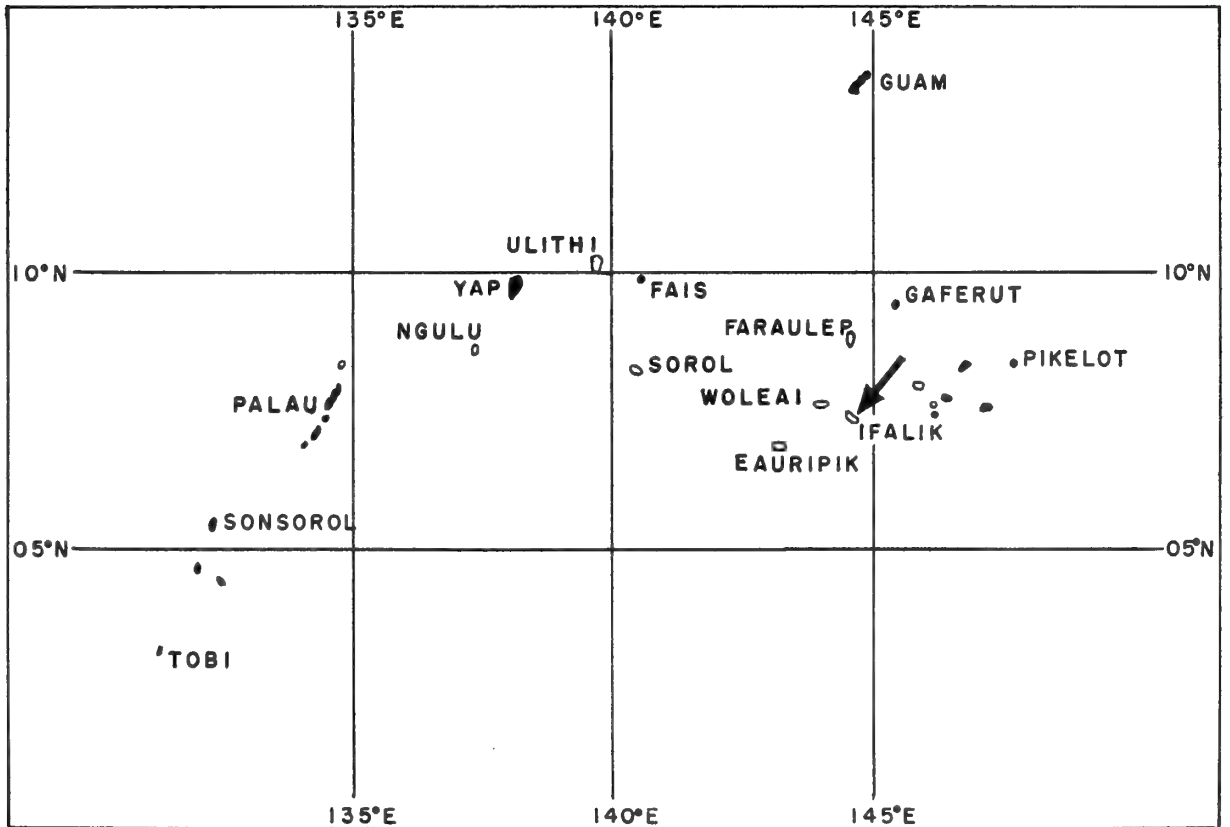 135°E 140°E 145°E
GUAM
ULITHI
10°N 10°N
YAP
FAIS
GAFERUT
NGULU
FARAULEP
SOROL
PIKELOT
WOLEAI
PALAU
IFALIK
EAURIPIK
SONSOROL
05°N 05°N
TOBI
135°E 140°E 145°E